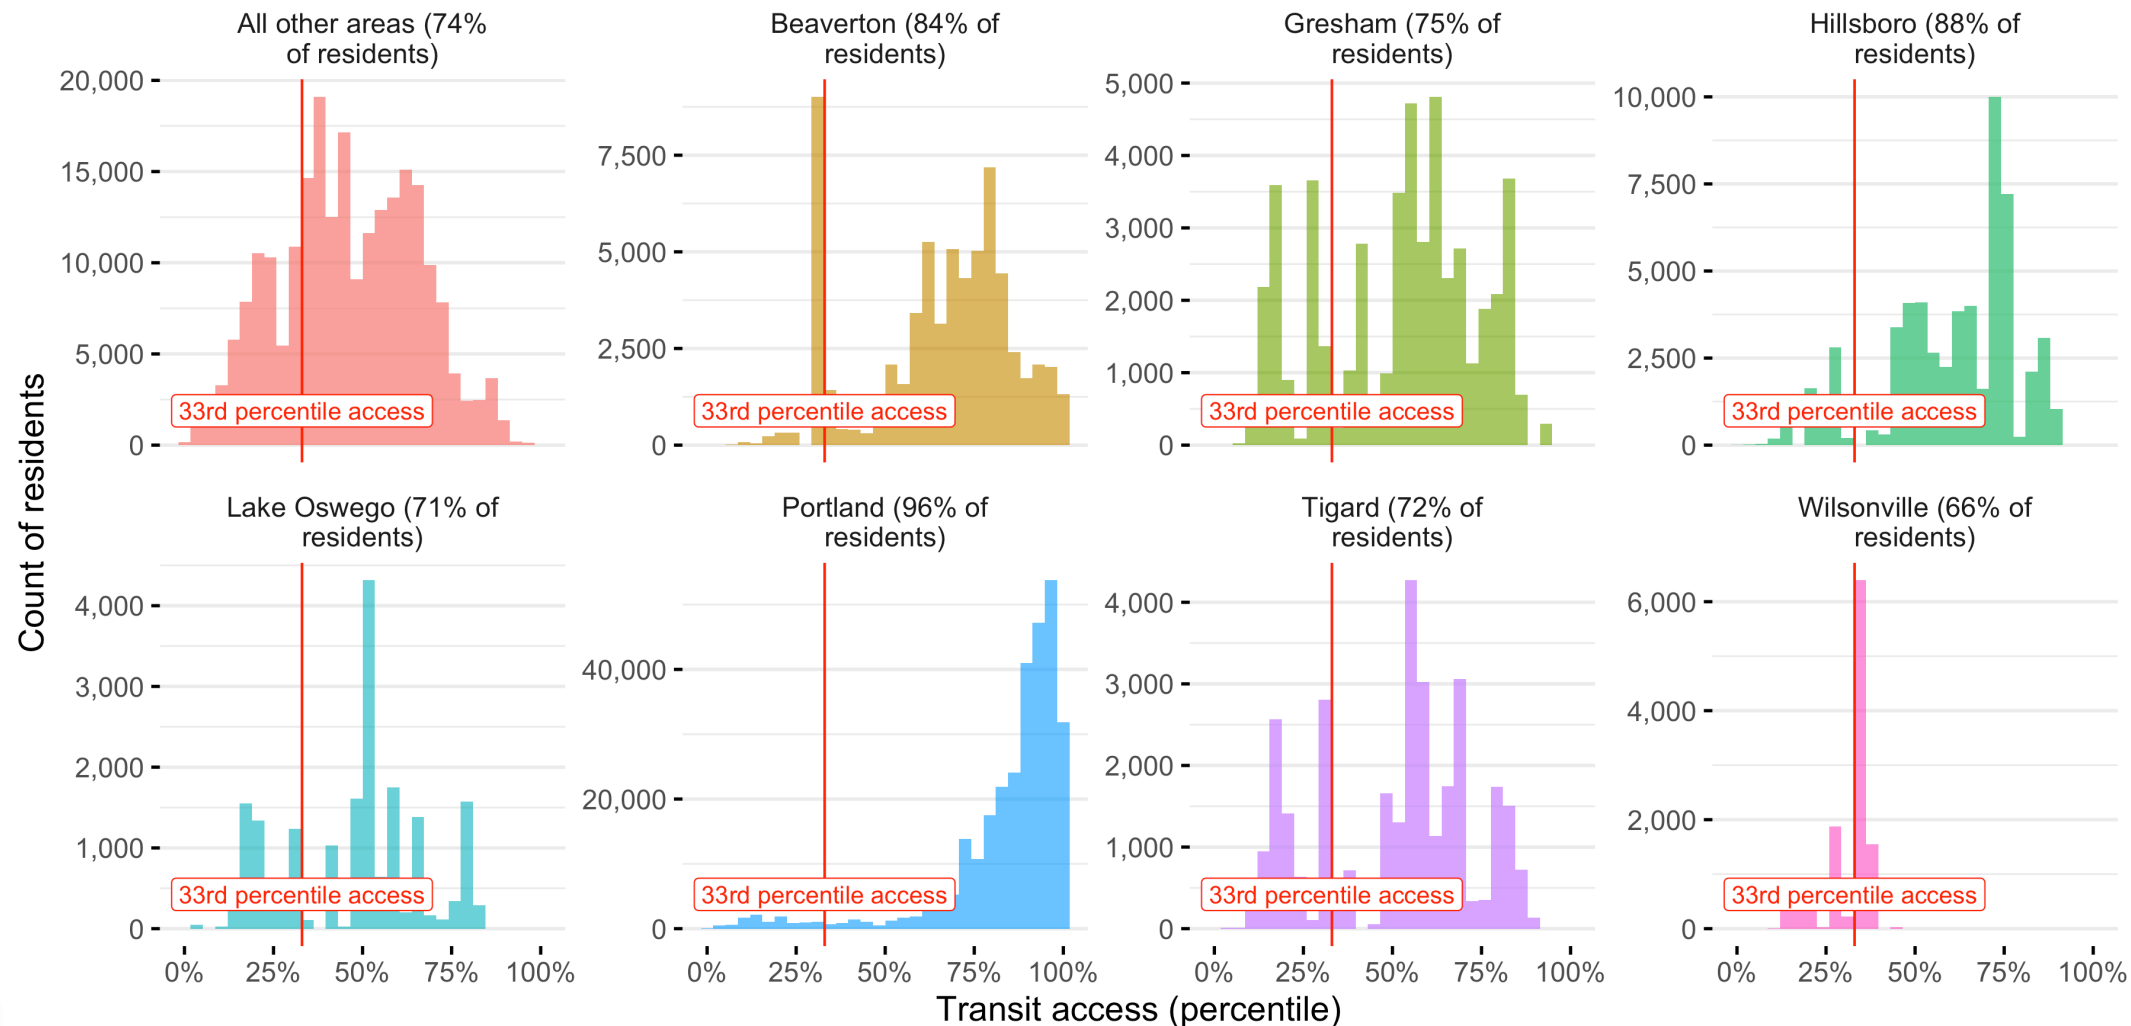 All other areas (74%
of residents)
Beaverton (84% of
residents)
Gresham (75% of
residents)
Hillsboro (88% of
residents)
20,000
15,000
10,000
5,000
0
33rd percentile access
7,500
5,000
2,500
0
33rd percentile access
5,000
4,000
3,000
2,000
1,000
0
33rd percentile access
10,000
7,500
5,000
2,500
0
33rd percentile access
Count of residents
Lake Oswego (71% of
residents)
Portland (96% of
residents)
Tigard (72% of
residents)
Wilsonville (66% of
residents)
4,000
3,000
2,000
1,000
0
33rd percentile access
40,000
20,000
0
33rd percentile access
4,000
3,000
2,000
1,000
0
33rd percentile access
6,000
4,000
2,000
0
33rd percentile access
0% 25% 50% 75% 100%
0% 25% 50% 75% 100%
0% 25% 50% 75% 100%
0% 25% 50% 75% 100%
Transit access (percentile)